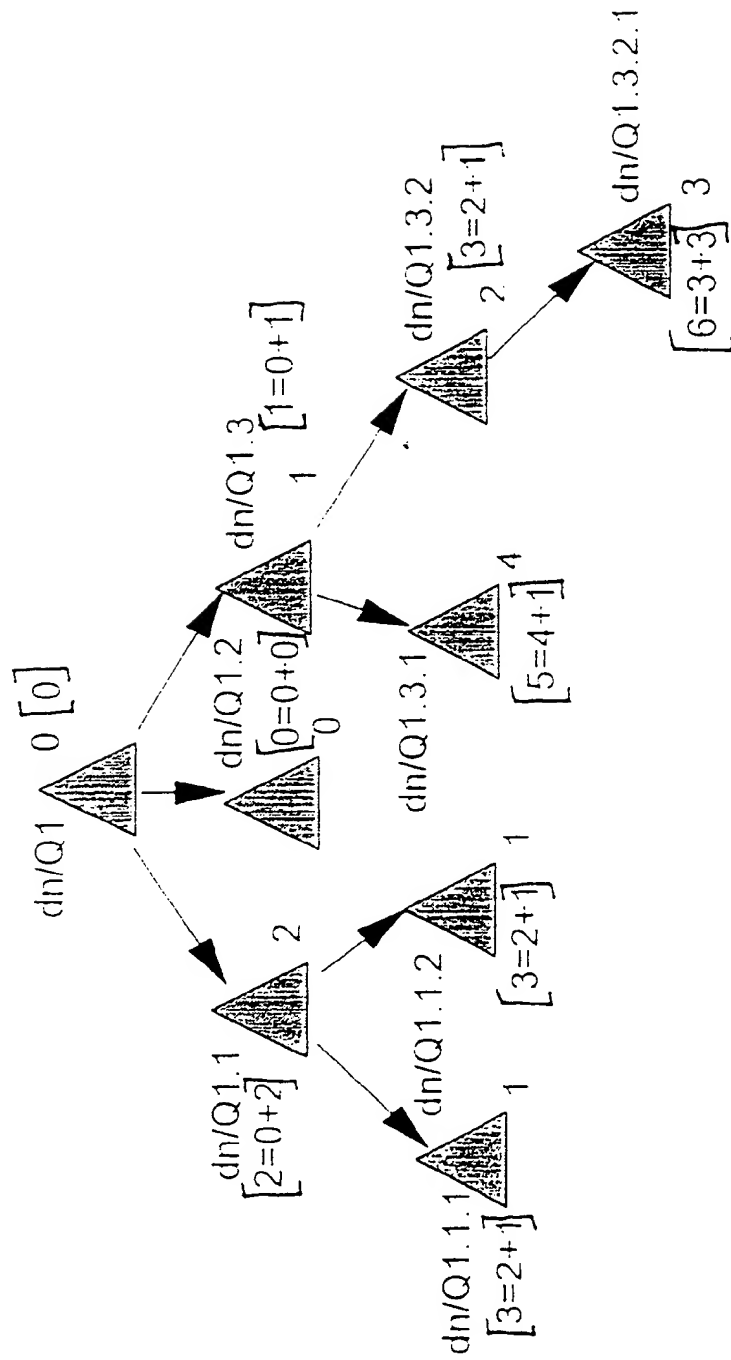 dn/Q1
0 [0]
dn/Q1.1
[2=0+2]
2
dn/Q1.2
[0=0+0]
0
dn/Q1.3
[1=0+1]
1
dn/Q1.1.1
[3=2+1]
1
dn/Q1.1.2
[3=2+1]
1
dn/Q1.3.1
[5=4+1]
4
dn/Q1.3.2
[3=2+1]
2
dn/Q1.3.2.1
[6=3+3]
3